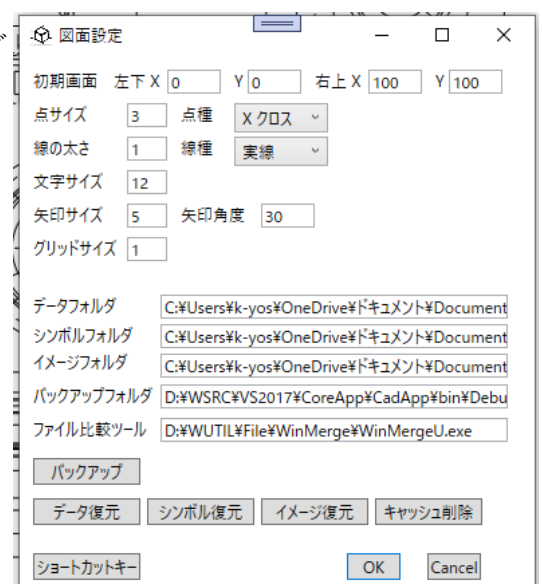 図面設定
初期画面 左下 X 0 Y 0 右上 X 100 Y 100
点サイズ 3 点種 X クロス
線の太さ 1 線種 実線
文字サイズ 12
矢印サイズ 5 矢印角度 30
グリッドサイズ 1
データフォルダ C:¥Users¥k-yos¥OneDrive¥ドキュメント¥Document
シンボルフォルダ C:¥Users¥k-yos¥OneDrive¥ドキュメント¥Document
イメージフォルダ C:¥Users¥k-yos¥OneDrive¥ドキュメント¥Document
バックアップフォルダ D:¥WSRC¥VS2017¥CoreApp¥CadApp¥bin¥Debu
ファイル比較ツール D:¥WUTIL¥File¥WinMerge¥WinMergeU.exe
バックアップ
データ復元 シンボル復元 イメージ復元 キャッシュ削除
ショートカットキー OK Cancel